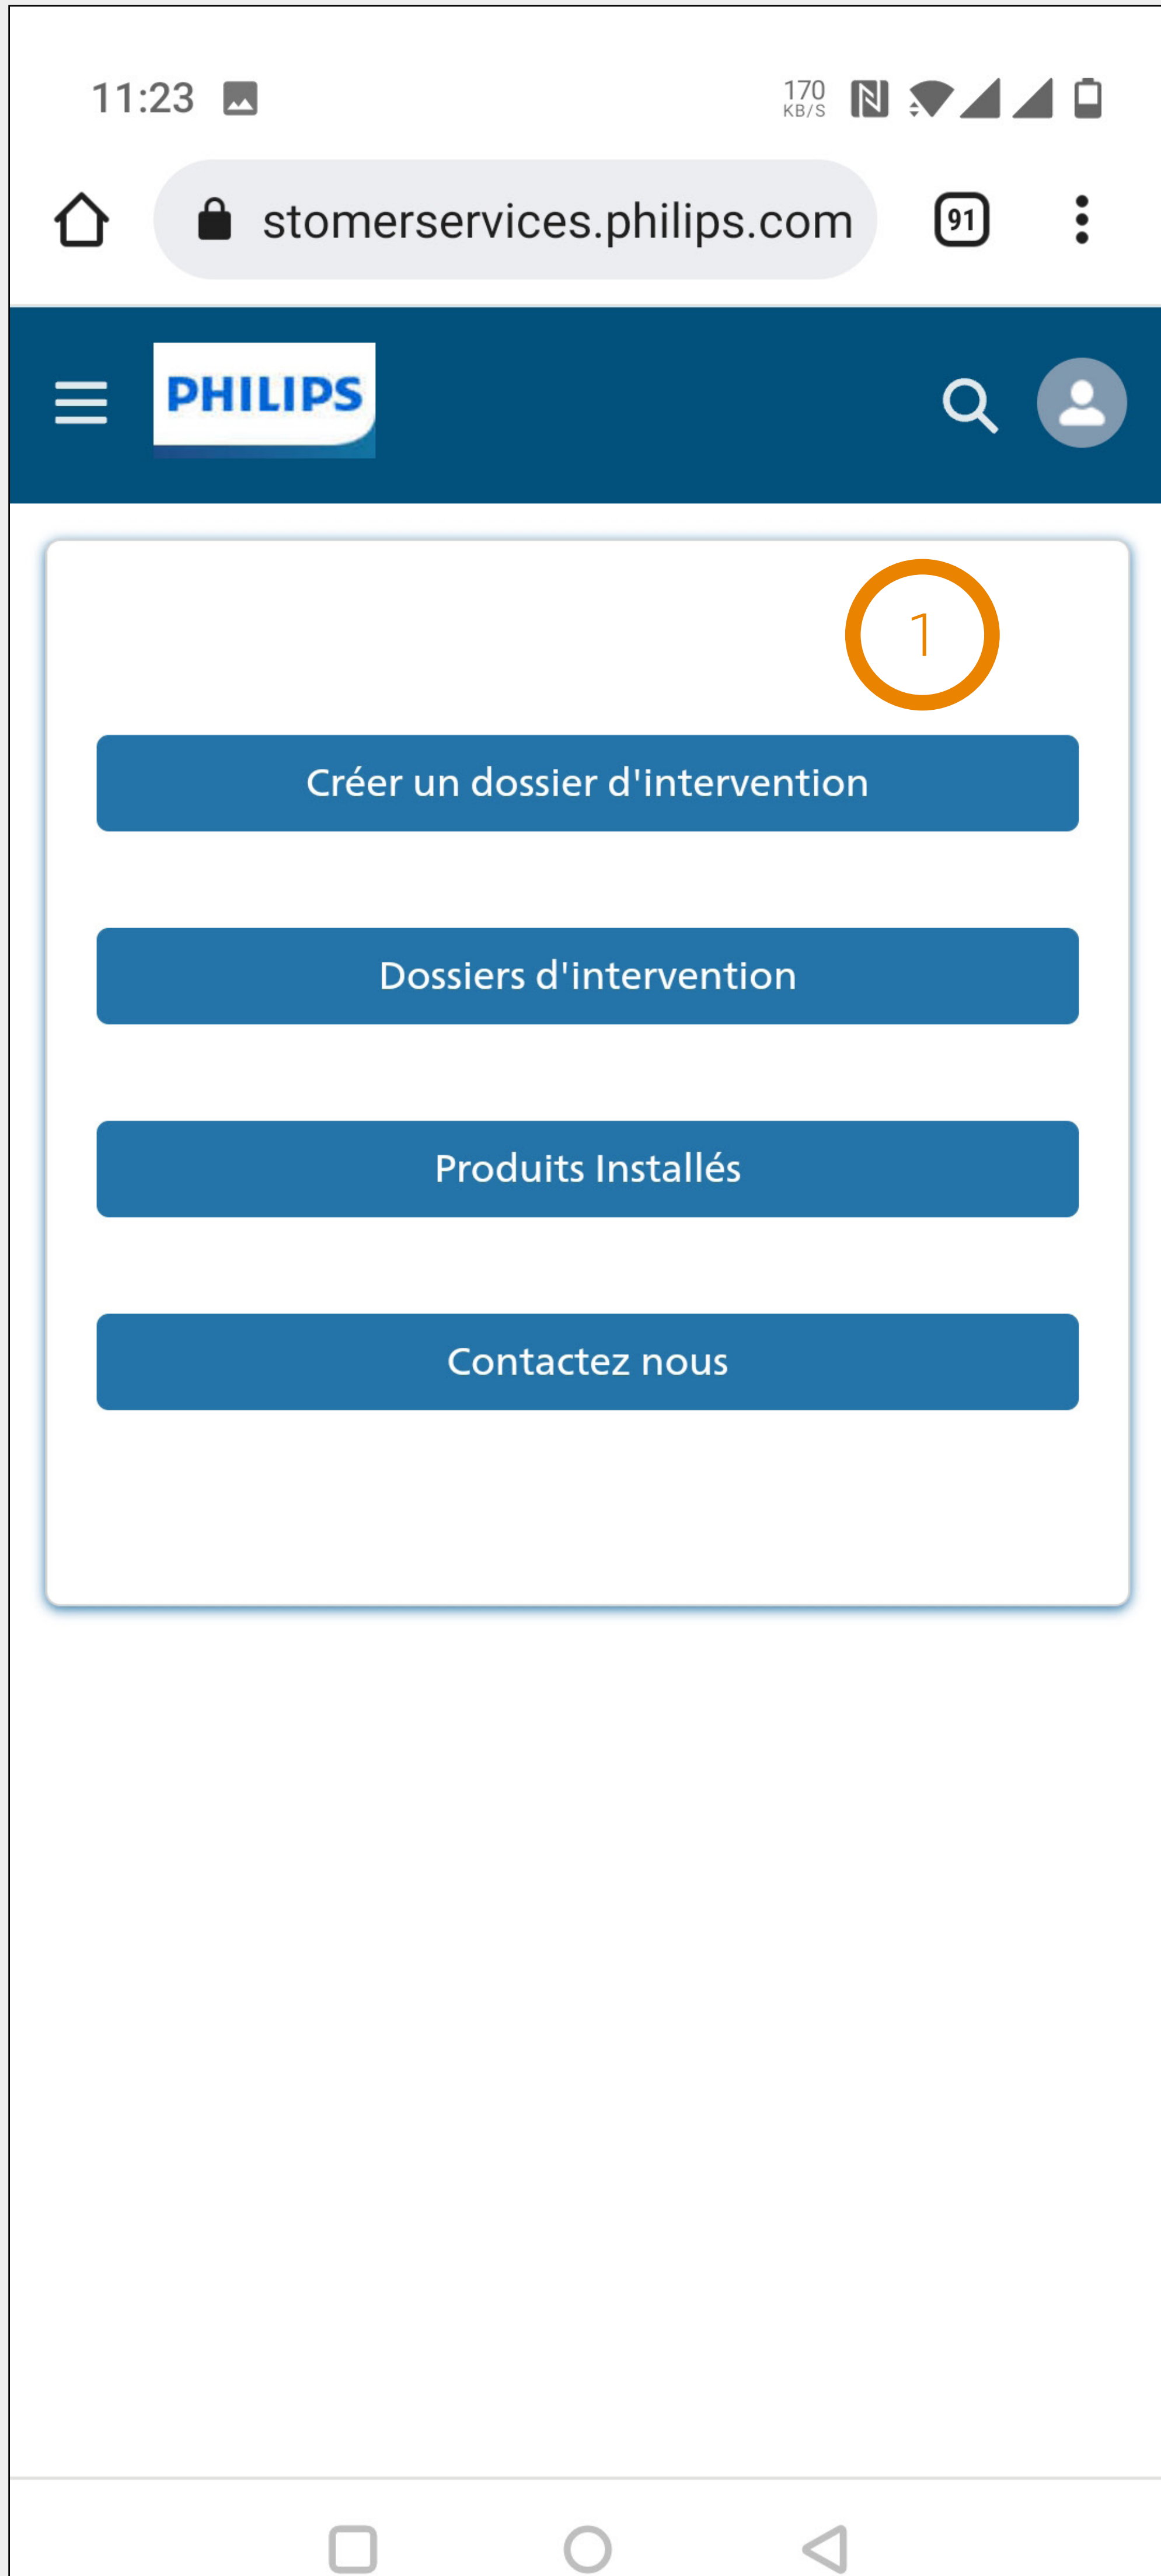 11:23
170
KB/S
stomerservices.philips.com
91
PHILIPS
1
Créer un dossier d'intervention
Dossiers d'intervention
Produits Installés
Contactez nous